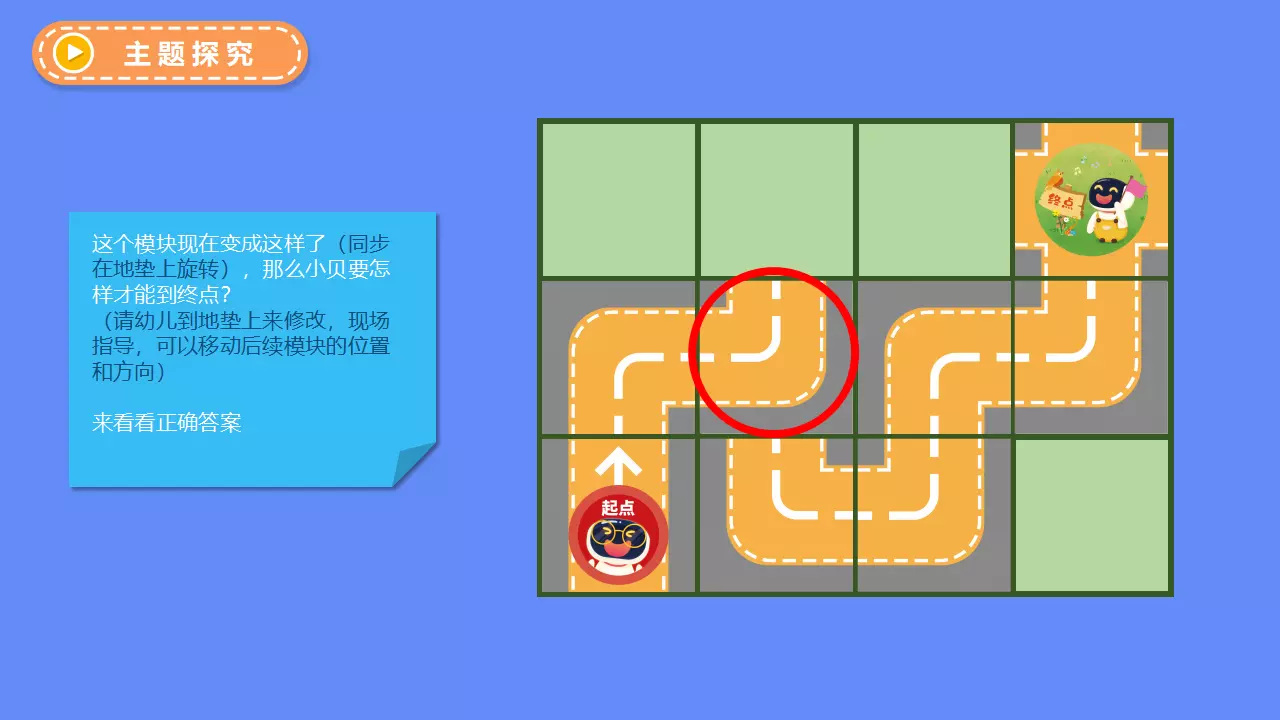 主题探究
这个模块现在变成这样了（同步
在地垫上旋转），那么小贝要怎
样才能到终点？
（请幼儿到地垫上来修改，现场
指导，可以移动后续模块的位置
和方向）
来看看正确答案
终点
起点